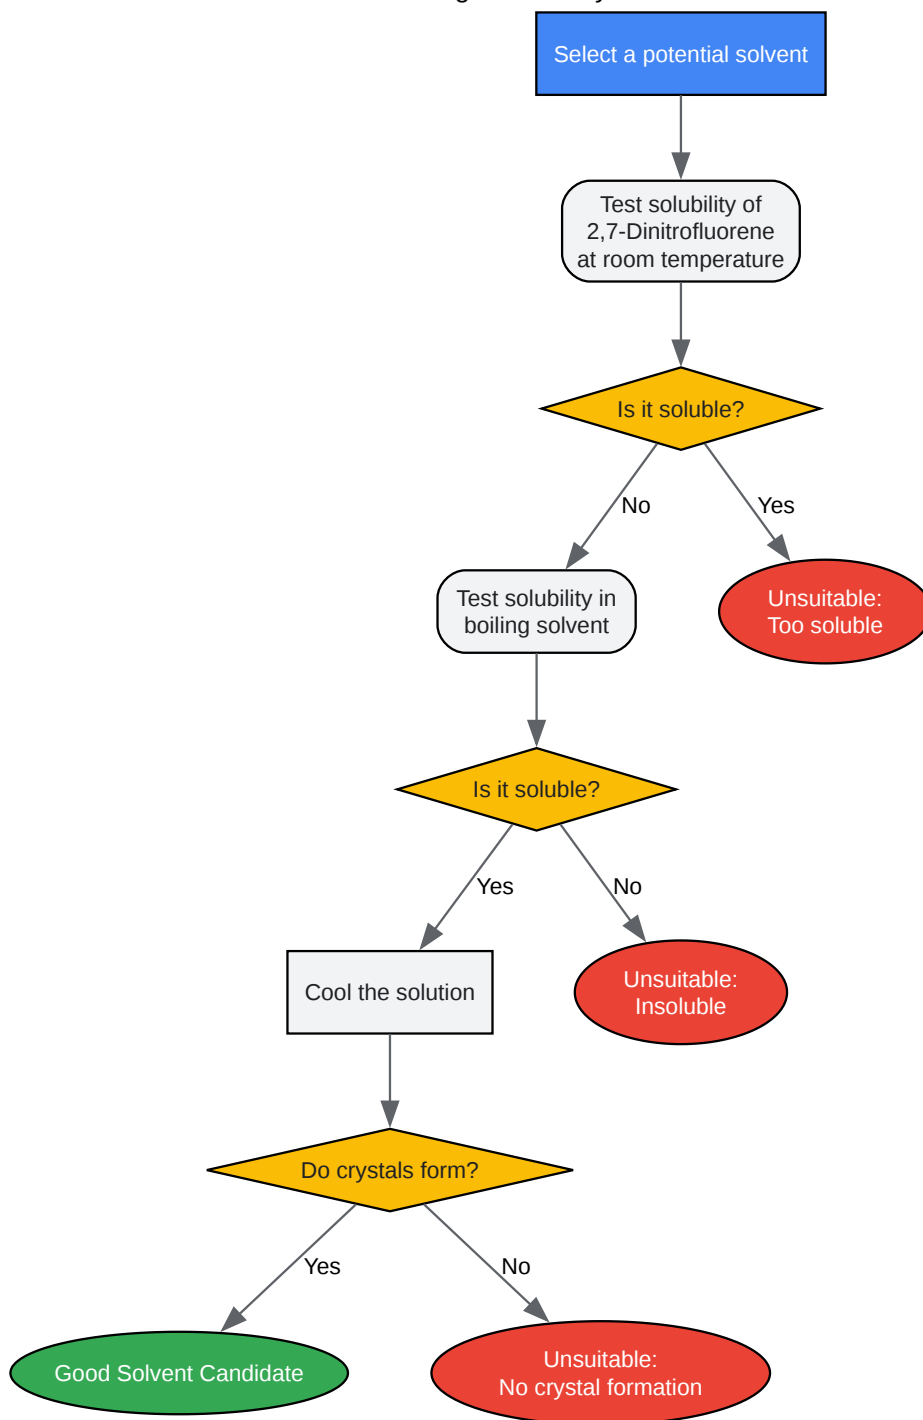 Select a potential solvent
Test solubility of
2,7-Dinitrofluorene
at room temperature
Is it soluble?
No
Yes
Test solubility in
boiling solvent
Unsuitable:
Too soluble
Is it soluble?
Yes
No
Cool the solution
Unsuitable:
Insoluble
Do crystals form?
Yes
No
Good Solvent Candidate
Unsuitable:
No crystal formation